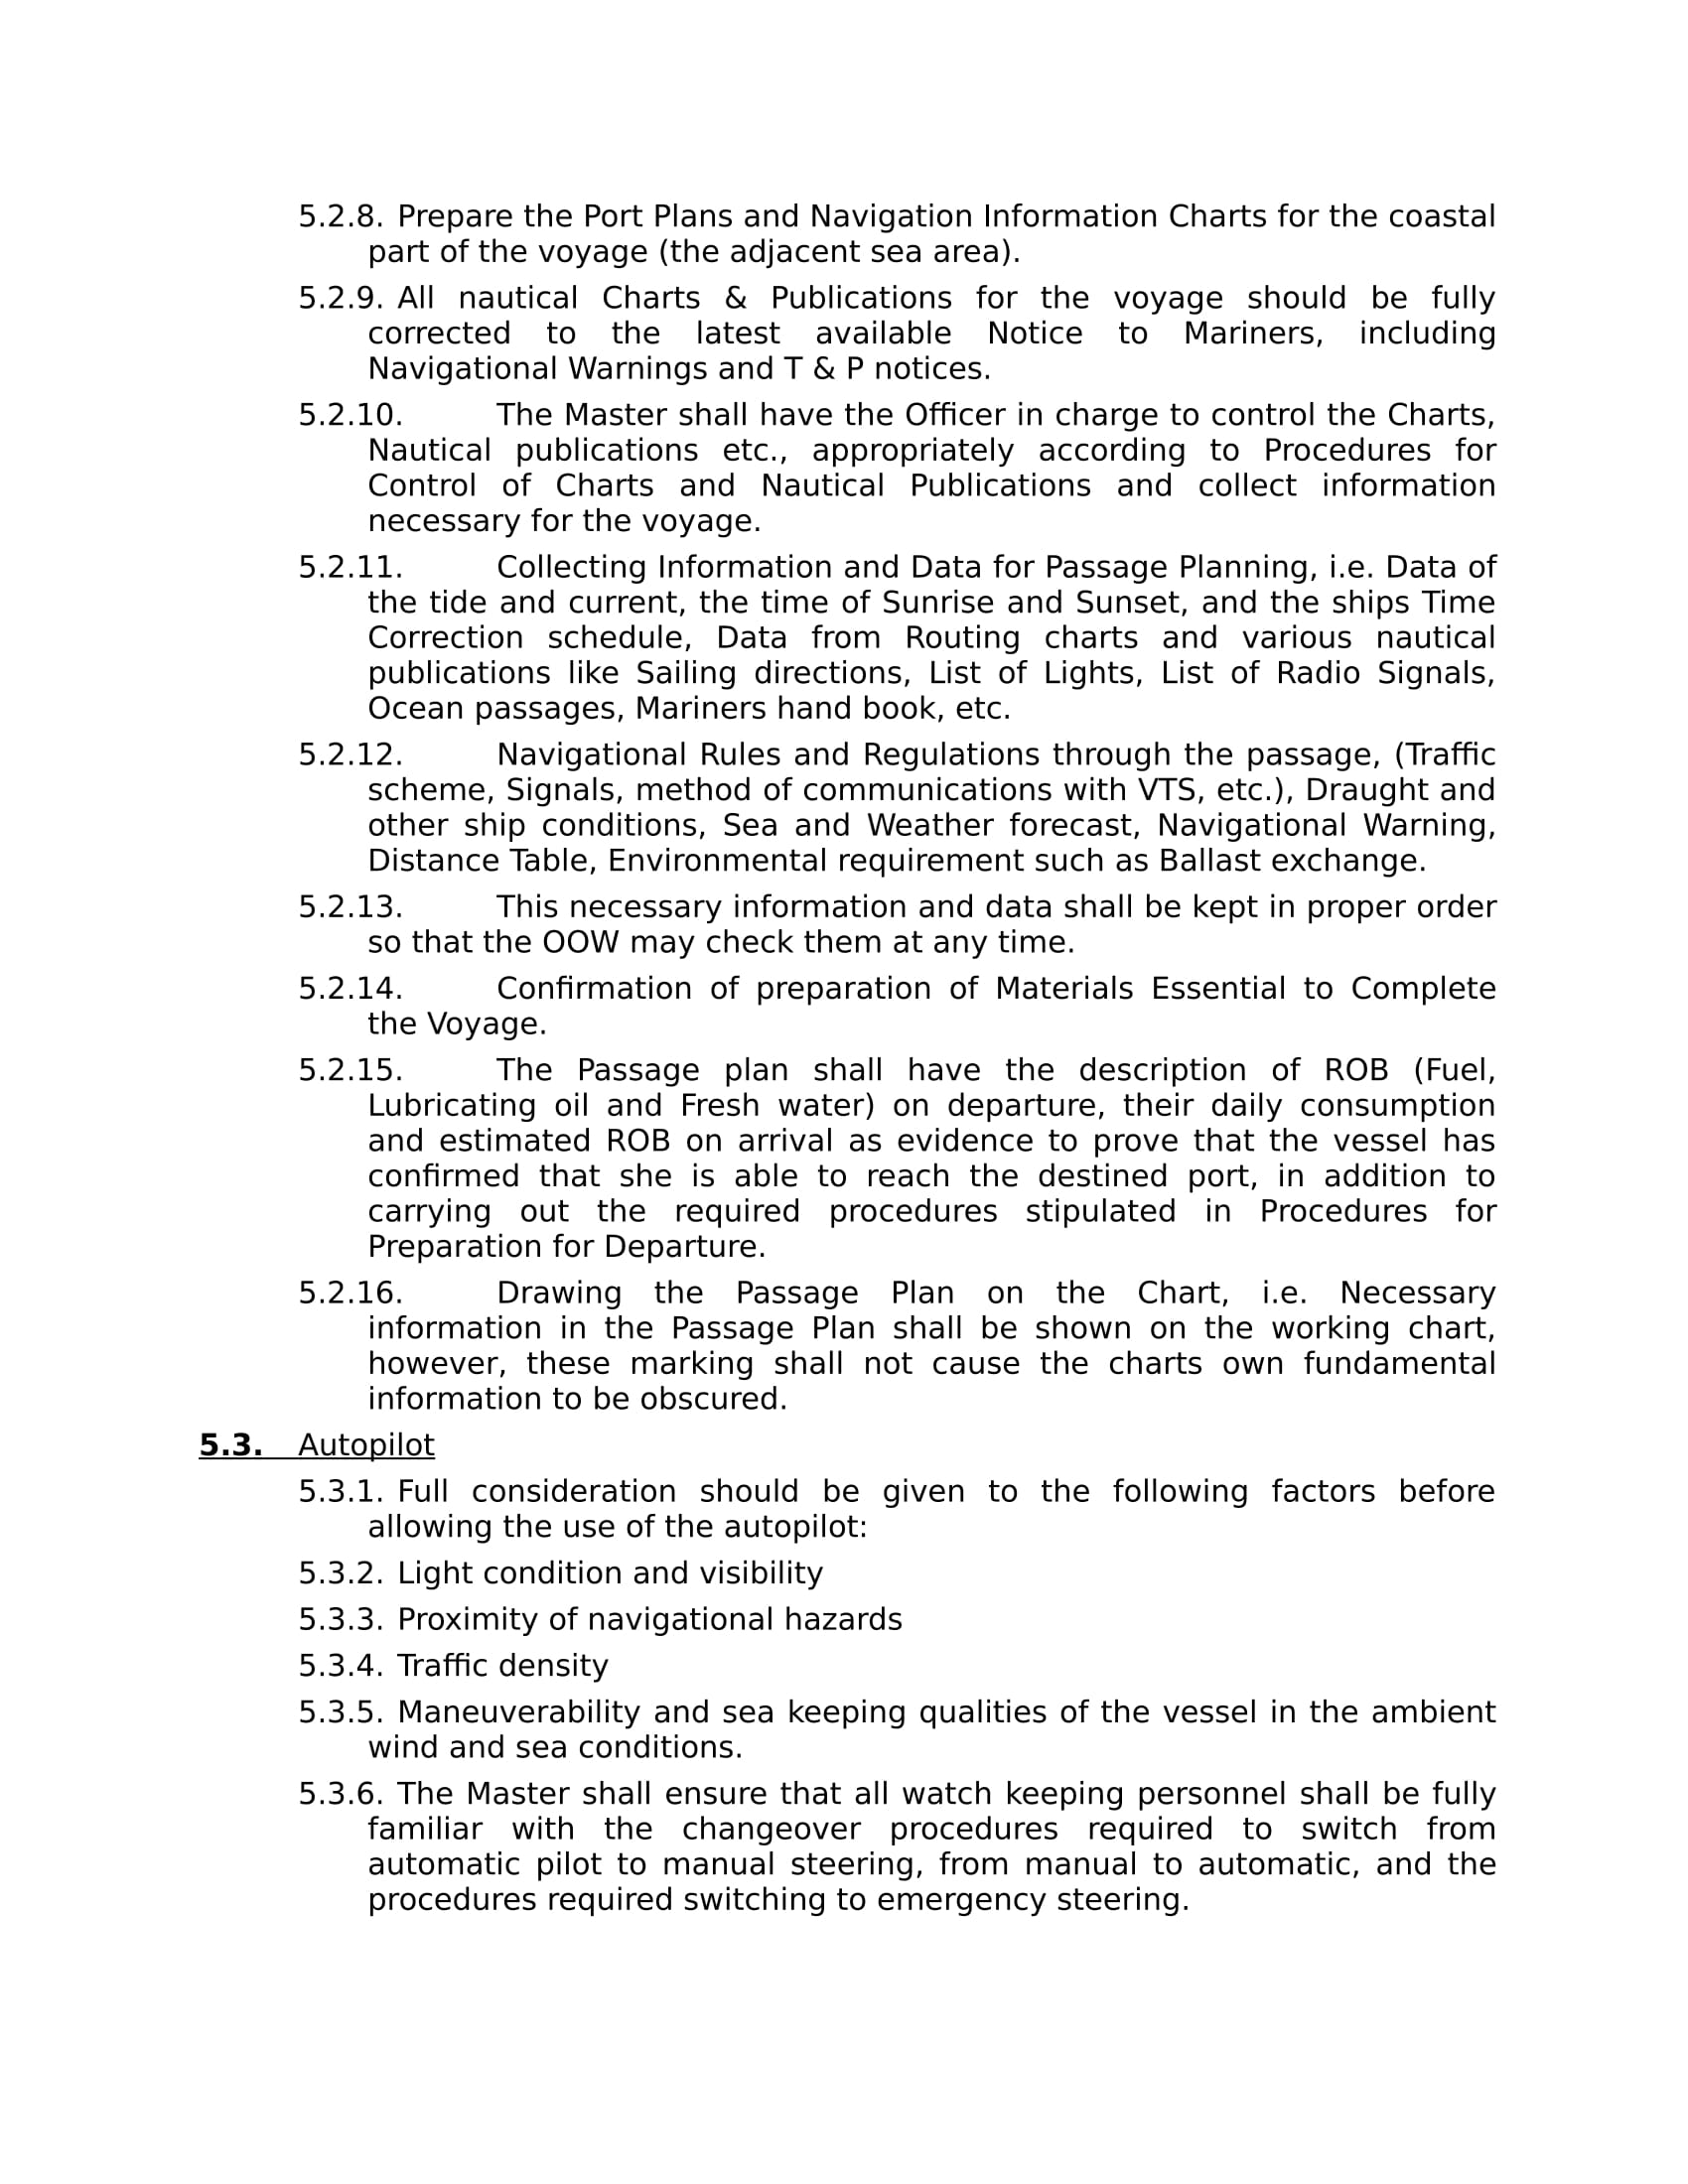 5.2.8. Prepare the Port Plans and Navigation Information Charts for the coastal
part of the voyage (the adjacent sea area).
5.2.9. All nautical Charts & Publications for the voyage should be fully
corrected to the latest available Notice to Mariners, including
Navigational Warnings and T & P notices.
5.2.10. The Master shall have the Officer in charge to control the Charts,
Nautical publications etc., appropriately according to Procedures for
Control of Charts and Nautical Publications and collect information
necessary for the voyage.
5.2.11. Collecting Information and Data for Passage Planning, i.e. Data of
the tide and current, the time of Sunrise and Sunset, and the ships Time
Correction schedule, Data from Routing charts and various nautical
publications like Sailing directions, List of Lights, List of Radio Signals,
Ocean passages, Mariners hand book, etc.
5.2.12. Navigational Rules and Regulations through the passage, (Traffic
scheme, Signals, method of communications with VTS, etc.), Draught and
other ship conditions, Sea and Weather forecast, Navigational Warning,
Distance Table, Environmental requirement such as Ballast exchange.
5.2.13. This necessary information and data shall be kept in proper order
so that the OOW may check them at any time.
5.2.14. Confirmation of preparation of Materials Essential to Complete
the Voyage.
5.2.15. The Passage plan shall have the description of ROB (Fuel,
Lubricating oil and Fresh water) on departure, their daily consumption
and estimated ROB on arrival as evidence to prove that the vessel has
confirmed that she is able to reach the destined port, in addition to
carrying out the required procedures stipulated in Procedures for
Preparation for Departure.
5.2.16. Drawing the Passage Plan on the Chart, i.e. Necessary
information in the Passage Plan shall be shown on the working chart,
however, these marking shall not cause the charts own fundamental
information to be obscured.
5.3. Autopilot
5.3.1. Full consideration should be given to the following factors before
allowing the use of the autopilot:
5.3.2. Light condition and visibility
5.3.3. Proximity of navigational hazards
5.3.4. Traffic density
5.3.5. Maneuverability and sea keeping qualities of the vessel in the ambient
wind and sea conditions.
5.3.6. The Master shall ensure that all watch keeping personnel shall be fully
familiar with the changeover procedures required to switch from
automatic pilot to manual steering, from manual to automatic, and the
procedures required switching to emergency steering.